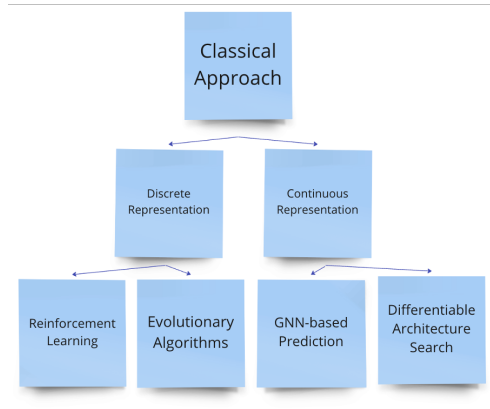 Classical
Approach
Discrete
Representation
Continuous
Representation
Reinforcement
Learning
Evolutionary
Algorithms
GNN-based
Prediction
Differentiable
Architecture
Search